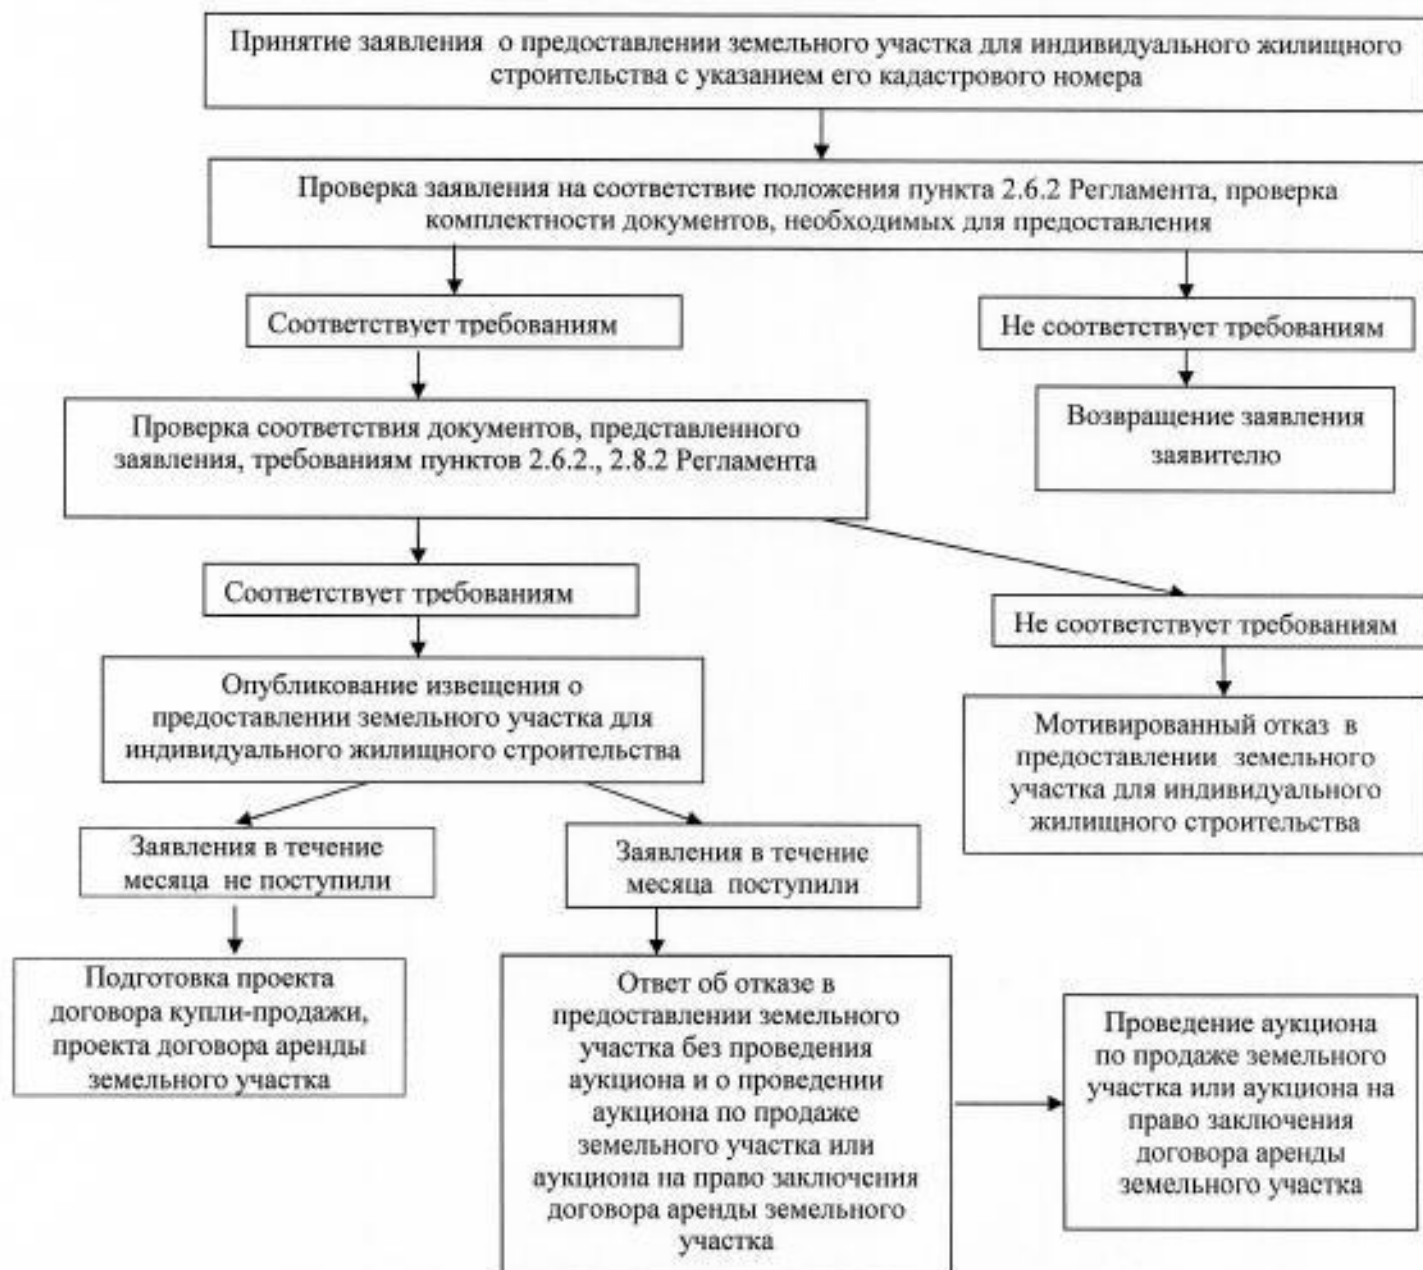 Принятие заявления о предоставлении земельного участка для индивидуального жилищного
строительства с указанием его кадастрового номера
Проверка заявления на соответствие положения пункта 2.6.2 Регламента, проверка
комплектности документов, необходимых для предоставления
Соответствует требованиям
Не соответствует требованиям
Возвращение заявления
заявителю
Проверка соответствия документов, представленного
заявления, требованиям пунктов 2.6.2., 2.8.2 Регламента
Соответствует требованиям
Не соответствует требованиям
Опубликование извещения о
предоставлении земельного участка для
индивидуального жилищного строительства
Мотивированный отказ в
предоставлении земельного
участка для индивидуального
жилищного строительства
Заявления в течение
месяца не поступили
Заявления в течение
месяца поступили
Подготовка проекта
договора купли-продажи,
проекта договора аренды
земельного участка
Ответ об отказе в
предоставлении земельного
участка без проведения
аукциона и о проведении
аукциона по продаже
земельного участка или
аукциона на право заключения
договора аренды земельного
участка
Проведение аукциона
по продаже земельного
участка или аукциона на
право заключения
договора аренды
земельного участка